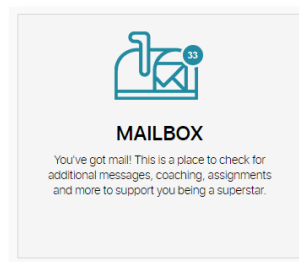 33
MAILBOX
You've got mail! This is a place to check for
additional messages, coaching, assignments
and more to support you being a superstar.